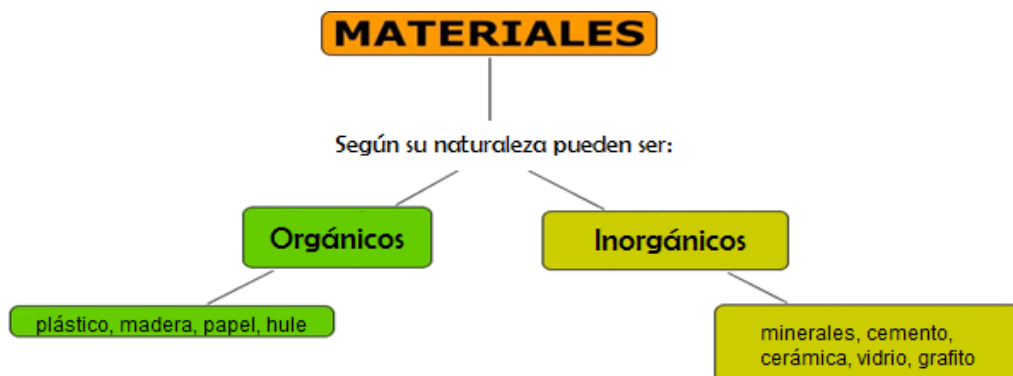 MATERIALES
Según su naturaleza pueden ser:
Orgánicos
Inorgánicos
plástico, madera, papel, hule
minerales, cemento,
cerámica, vidrio, grafito